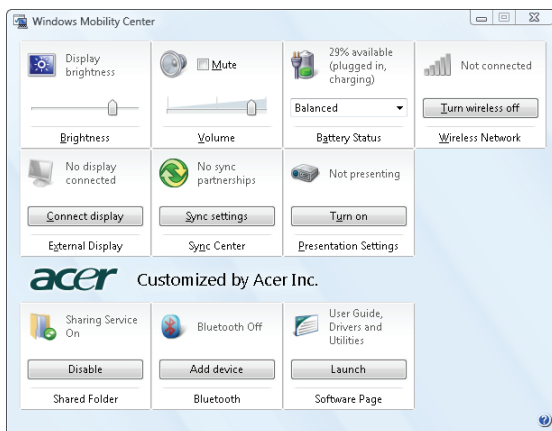 Windows Mobility Center
Display
brightness
Brightness
Mute
Volume
29% available
(plugged in,
charging)
Balanced
Battery Status
Not connected
Turn wireless off
Wireless Network
No display
connected
Connect display
External Display
No sync
partnerships
Sync settings
Sync Center
Not presenting
Turn on
Presentation Settings
acer Customized by Acer Inc.
Sharing Service
On
Disable
Shared Folder
Bluetooth Off
Add device
Bluetooth
User Guide,
Drivers and
Utilities
Launch
Software Page